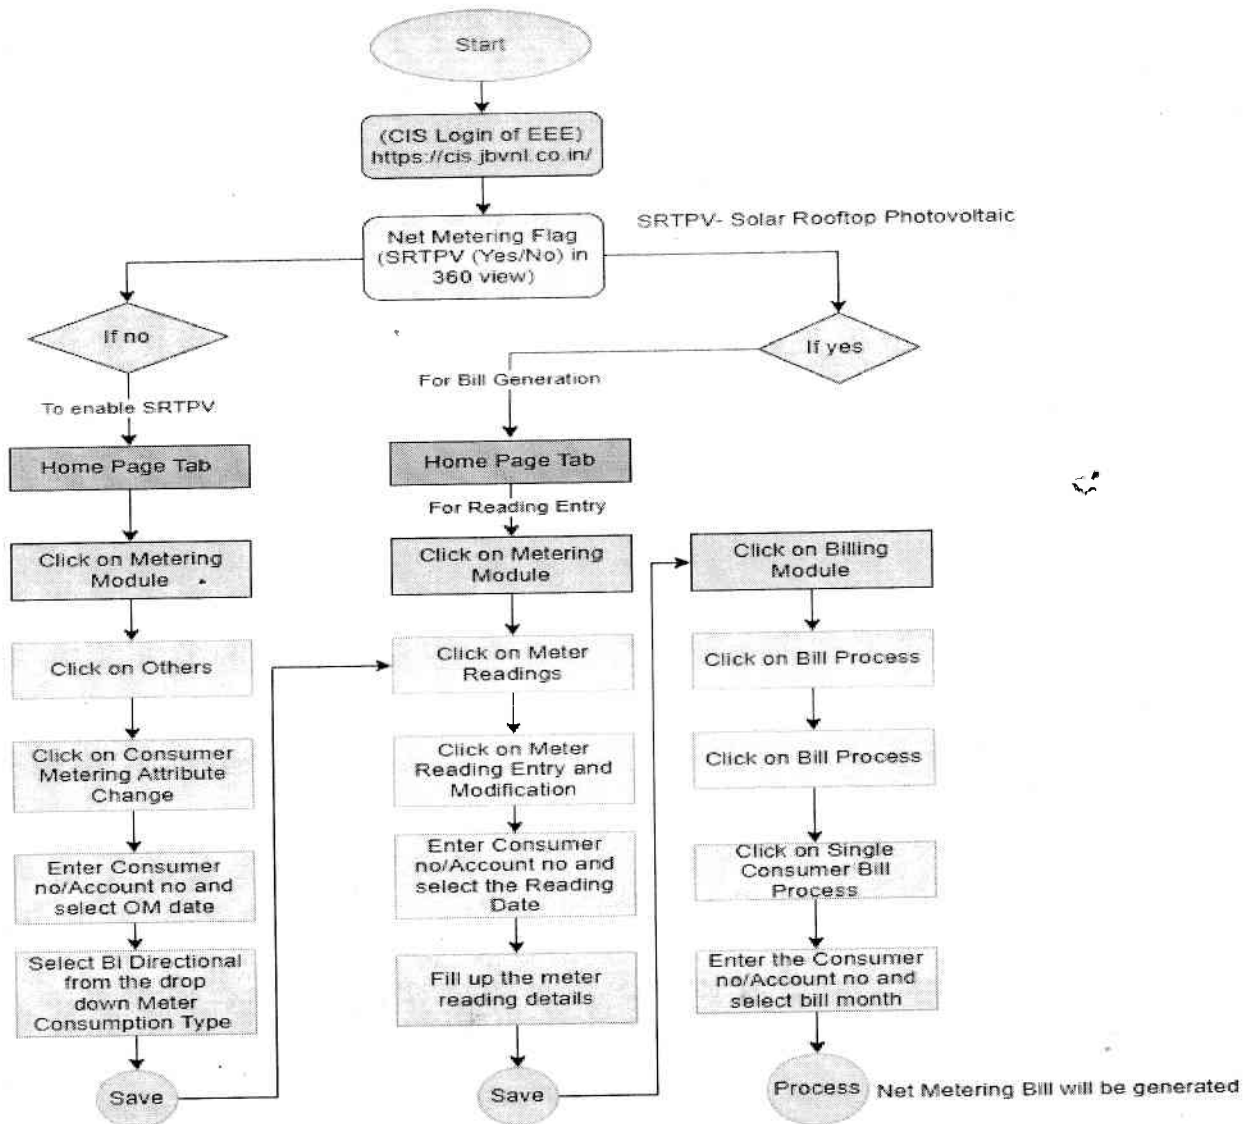 Start
(CIS Login of EEE)
https://cis.jbvnl.co.in/
SRTPV- Solar Rooftop Photovoltaic
Net Metering Flag
(SRTPV (Yes/No) in
360 view)
If no
If yes
To enable SRTPV
For Bill Generation
Home Page Tab
Click on Metering
Module
Click on Others
Click on Consumer
Metering Attribute
Change
Enter Consumer
no/Account no and
select OM date
Select BI Directional
from the drop
down Meter
Consumption Type
Save
Home Page Tab
For Reading Entry
Click on Metering
Module
Click on Meter
Readings
Click on Meter
Reading Entry and
Modification
Enter Consumer
no/Account no and
select the Reading
Date
Fill up the meter
reading details
Save
Click on Billing
Module
Click on Bill Process
Click on Bill Process
Click on Single
Consumer Bill
Process
Enter the Consumer
no/Account no and
select bill month
Process
Net Metering Bill will be generated